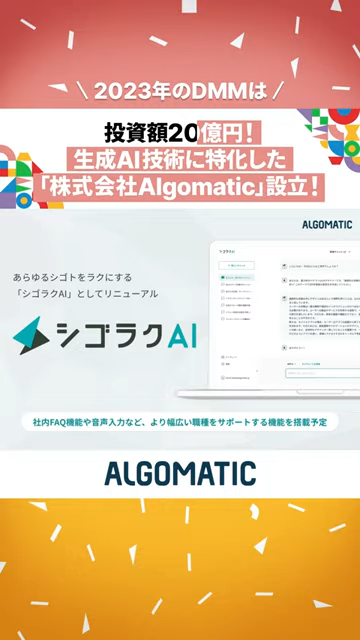 \ 2023年のDMMは /
投資額20億円!
生成AI技術に特化した
「株式会社Algomatic」設立!
ALGOMATIC
あらゆるシゴトをラクにする
「シゴラクAI」としてリニューアル
シゴラクAI
シゴラクAI
社内FAQ機能や音声入力など、より幅広い職種をサポートする機能を搭載予定
ALGOMATIC